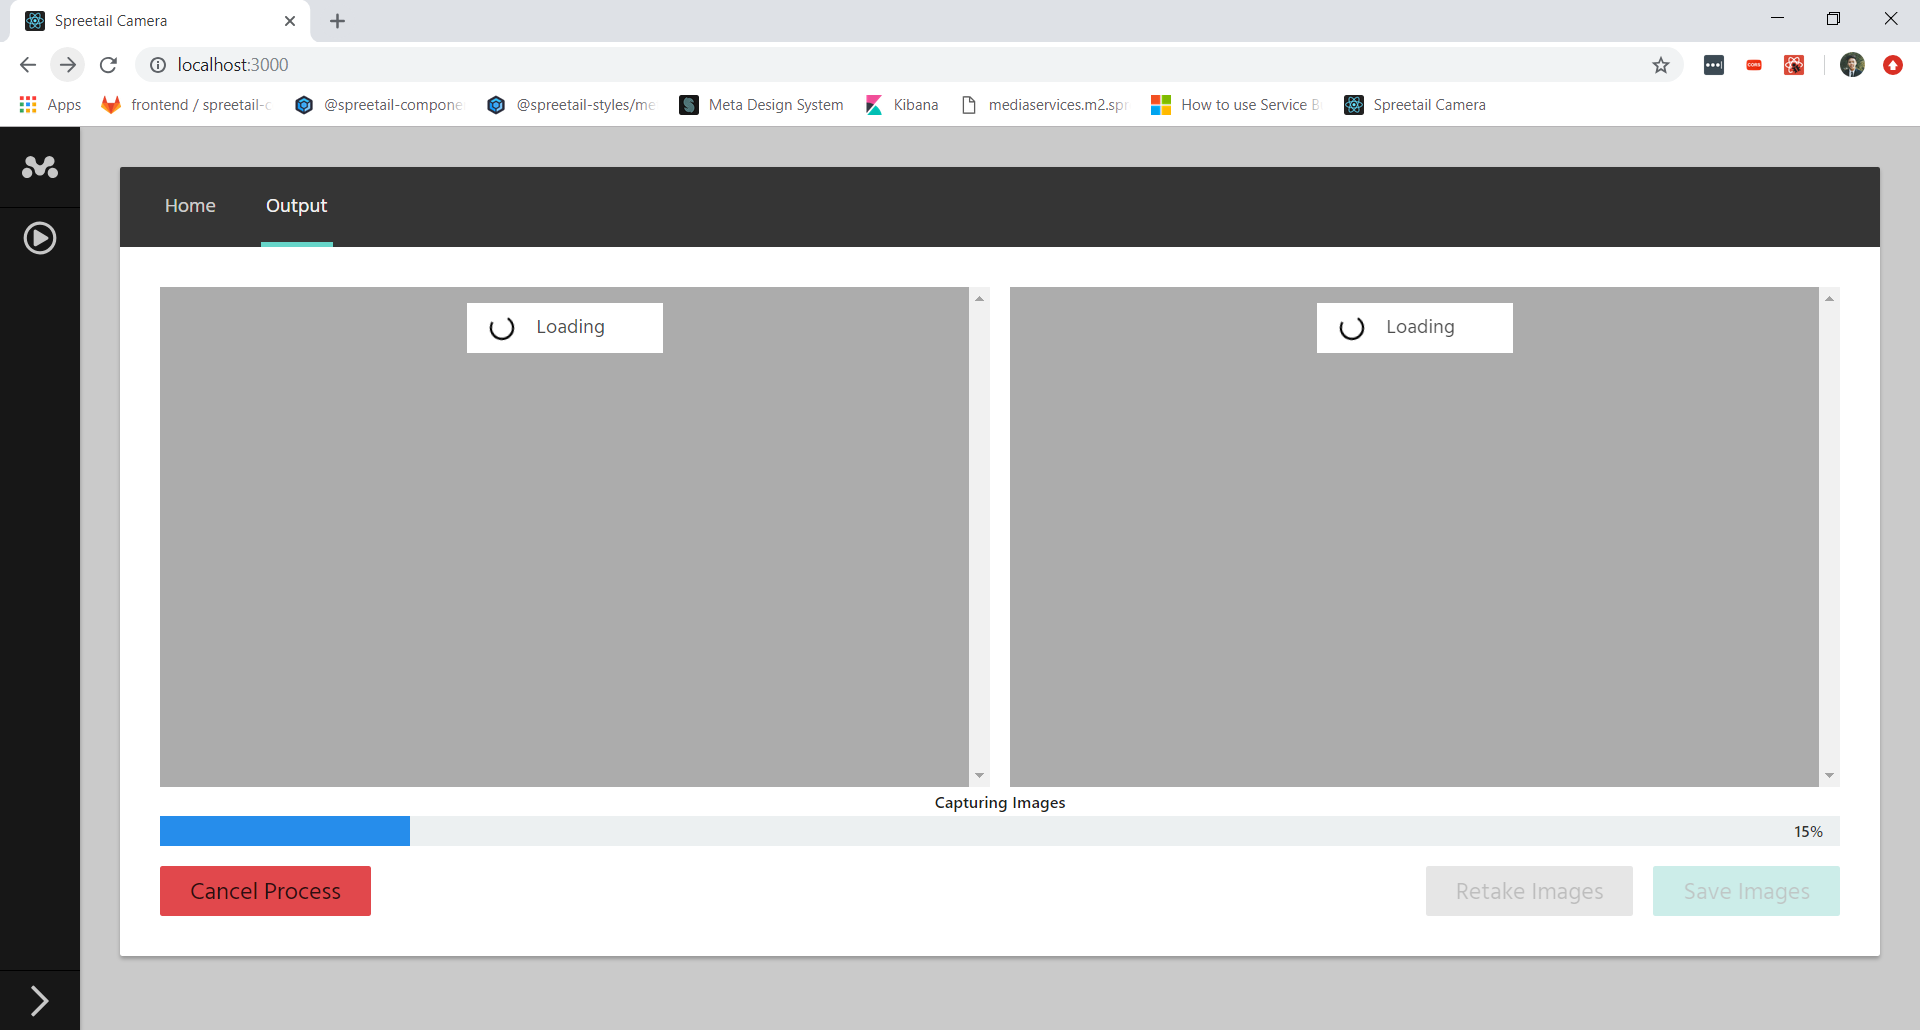 Spreetail Camera
localhost:3000
Apps
frontend / spreetail-c
@spreetail-compone
@spreetail-styles/me
Meta Design System
Kibana
mediaservices.m2.spr
How to use Service B
Spreetail Camera
Home
Output
Loading
Loading
Capturing Images
15%
Cancel Process
Retake Images
Save Images